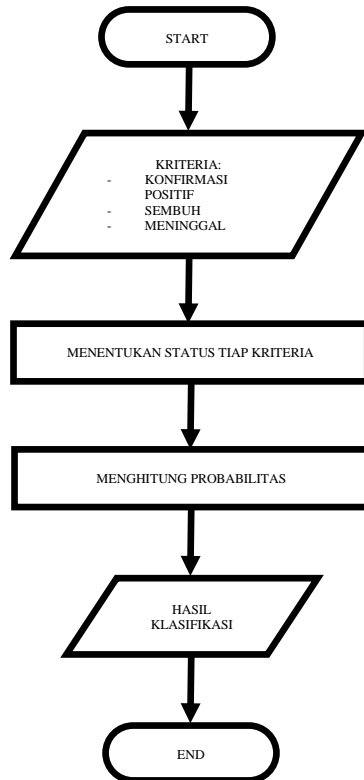 START
KRITERIA:
- KONFIRMASI
POSITIF
- SEMBUH
- MENINGGAL
MENENTUKAN STATUS TIAP KRITERIA
MENGHITUNG PROBABILITAS
HASIL
KLASIFIKASI
END